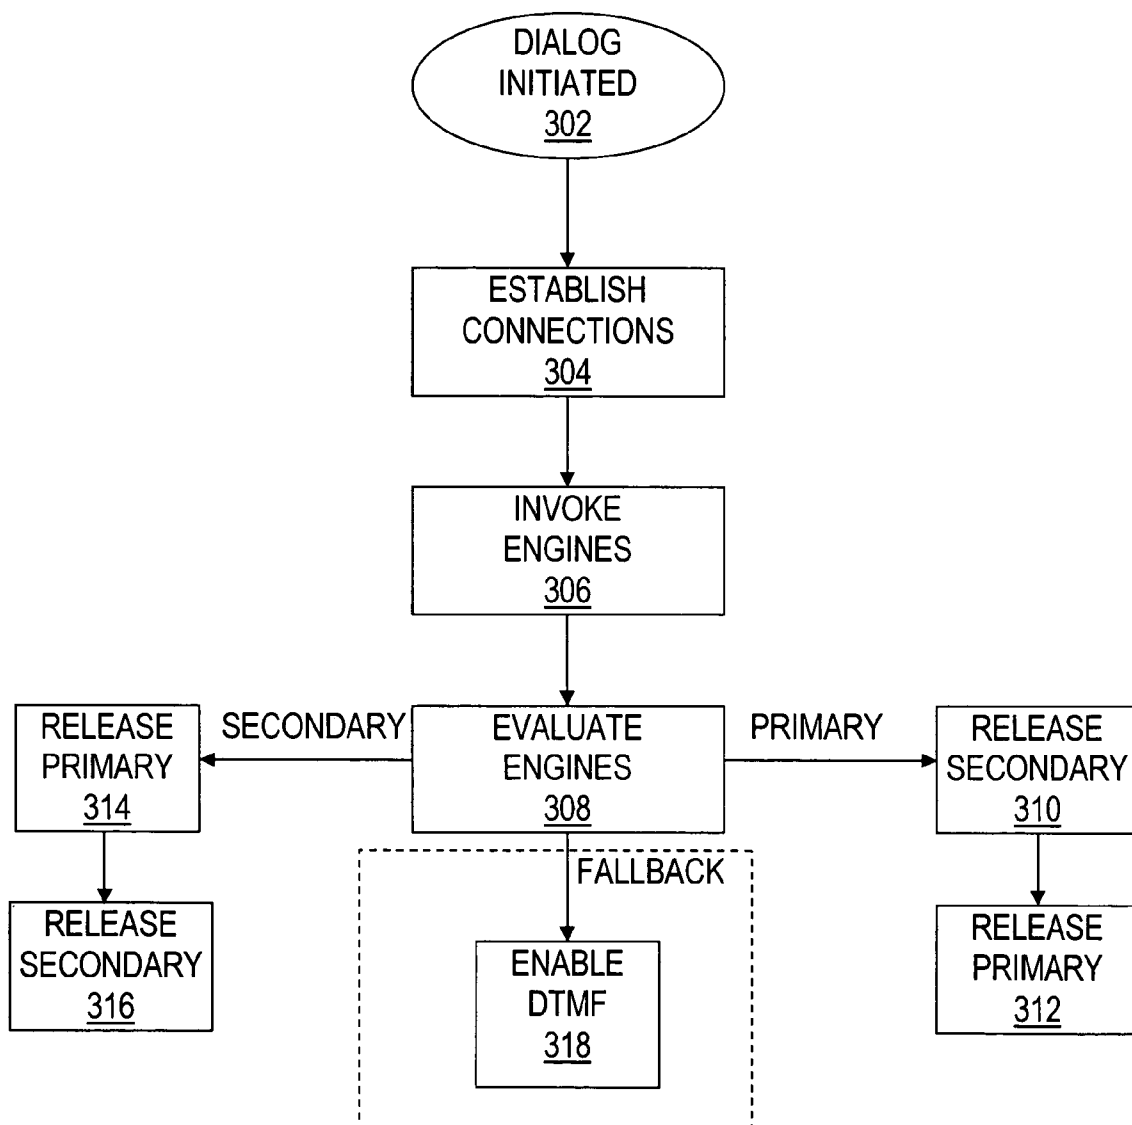 DIALOG
INITIATED
302
ESTABLISH
CONNECTIONS
304
INVOKE
ENGINES
306
RELEASE
PRIMARY
314
SECONDARY
EVALUATE
ENGINES
308
PRIMARY
RELEASE
SECONDARY
310
FALLBACK
RELEASE
SECONDARY
316
ENABLE
DTMF
318
RELEASE
PRIMARY
312